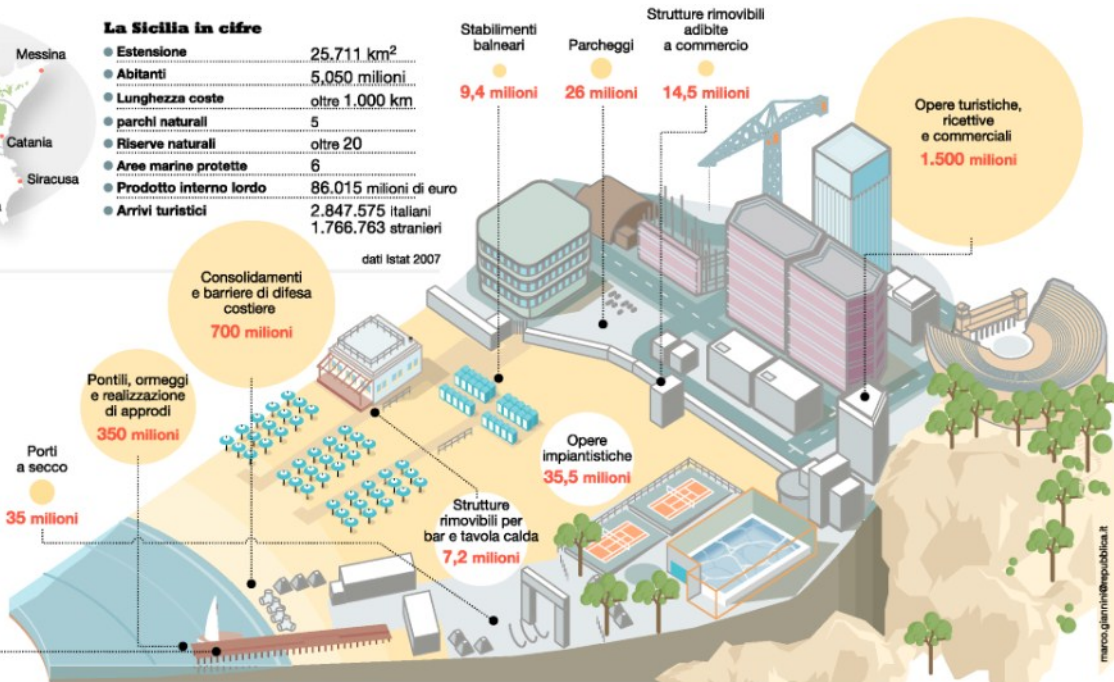 Messina
Catania
Siracusa
La Sicilia in cifre
Estensione 25.711 km²
Abitanti 5,050 milioni
Lunghezza coste oltre 1.000 km
parchi naturali 5
Riserve naturali oltre 20
Aree marine protette 6
Prodotto interno lordo 86.015 milioni di euro
Arrivi turistici 2.847.575 italiani
1.766.763 stranieri
dati Istat 2007
Stabilimenti
balneari
9,4 milioni
Parcheggi
26 milioni
Strutture rimovibili
adibite
a commercio
14,5 milioni
Opere turistiche,
ricettive
e commerciali
1.500 milioni
Consolidamenti
e barriere di difesa
costiere
700 milioni
Pontili, ormeggi
e realizzazione
di approdi
350 milioni
Porti
a secco
35 milioni
Opere
impiantistiche
35,5 milioni
Strutture
rimovibili per
bar e tavola calda
7,2 milioni
marco.giannini@repubblica.it